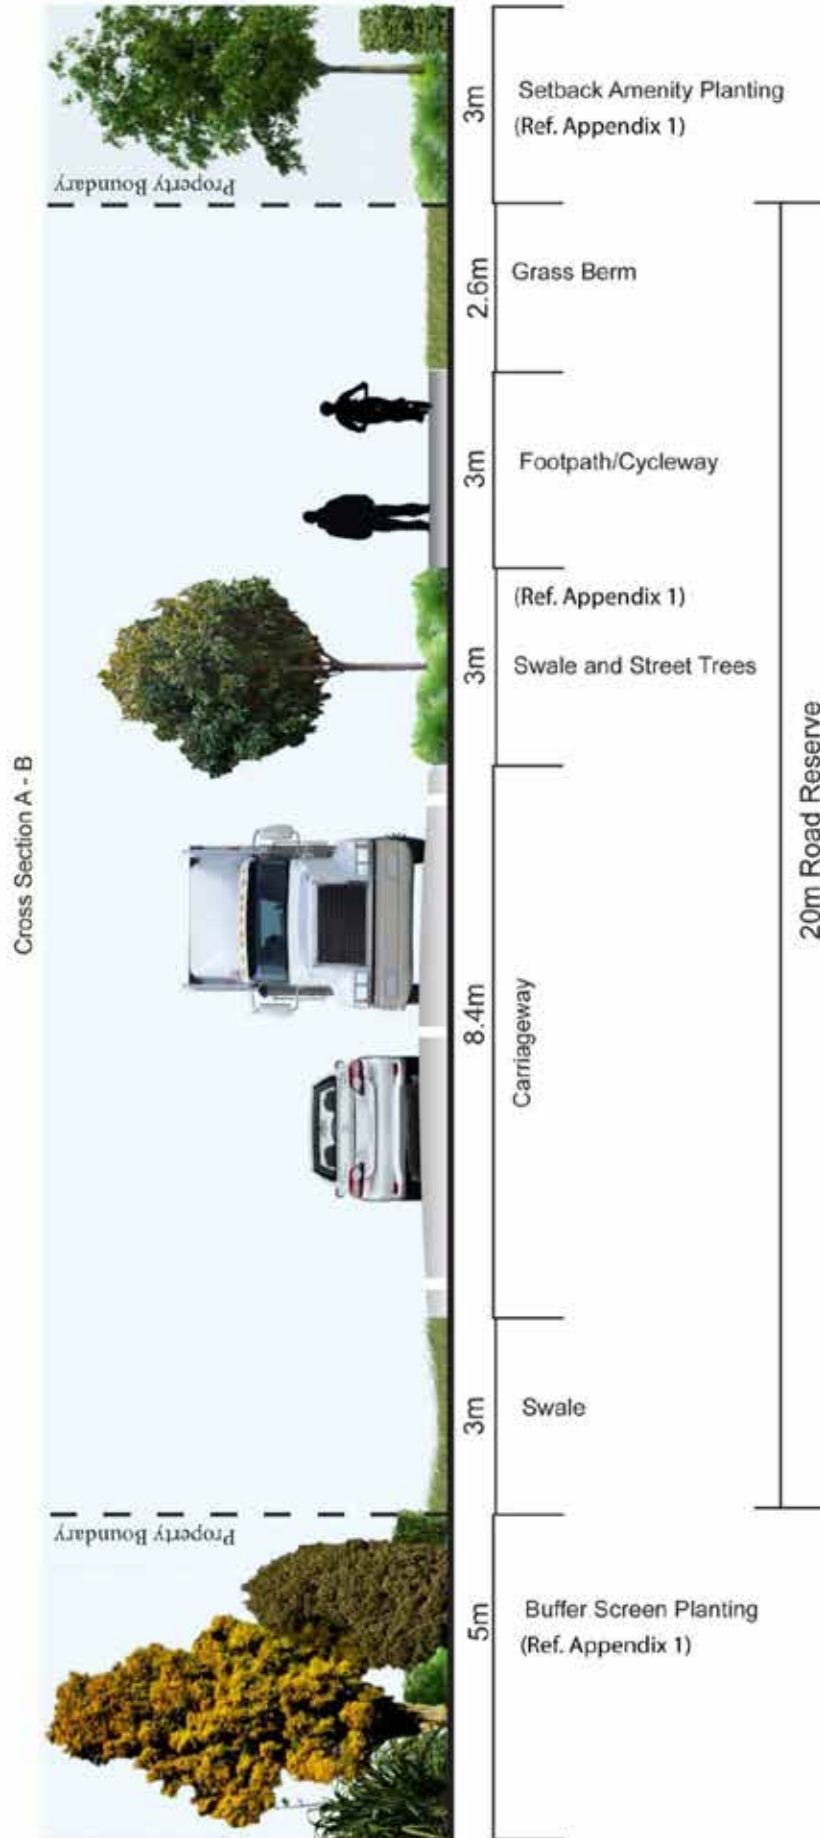 Cross Section A - B
Property Boundary
3m
Setback Amenity Planting
(Ref. Appendix 1)
2.6m
Grass Berm
3m
Footpath/Cycleway
3m
(Ref. Appendix 1)
Swale and Street Trees
8.4m
Carriageway
3m
Swale
20m Road Reserve
Property Boundary
5m
Buffer Screen Planting
(Ref. Appendix 1)